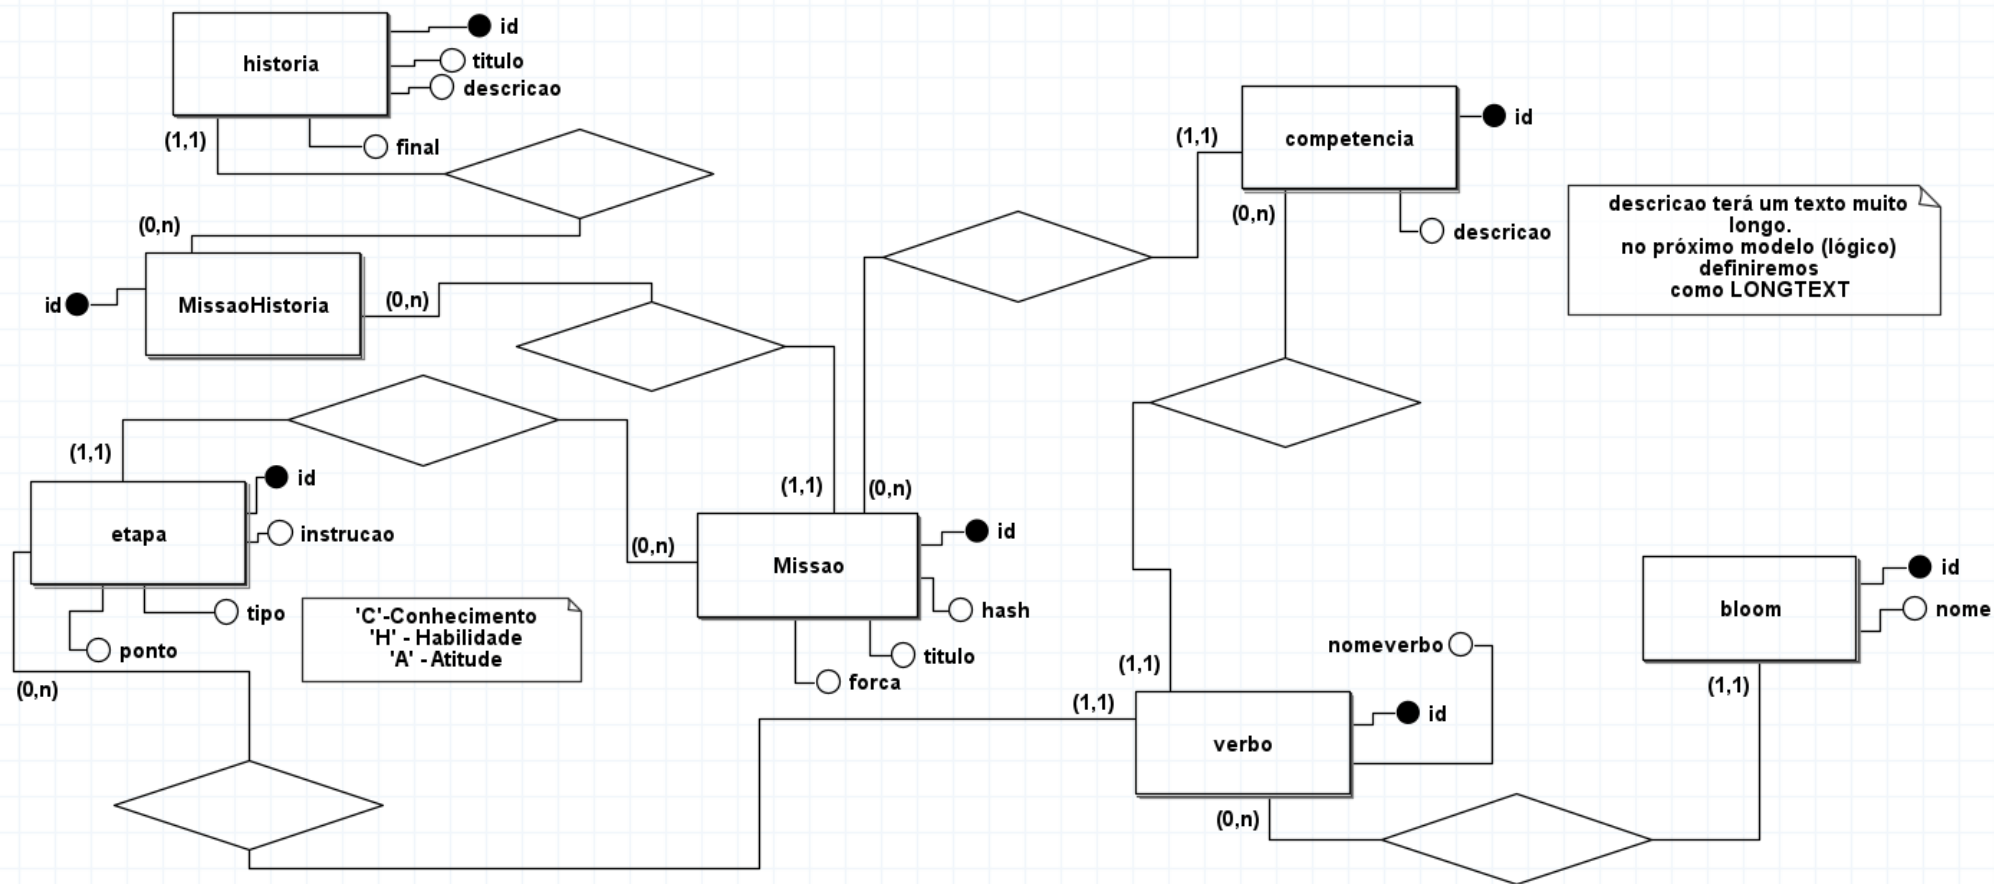 id
historia
titulo
descricao
(1,1)
final
(0,n)
id
MissaoHistoria
(0,n)
(1,1)
competencia
id
(0,n)
descricao
descricao terá um texto muito
longo.
no próximo modelo (lógico)
definiremos
como LONGTEXT
(1,1)
id
etapa
instrucao
tipo
ponto
(0,n)
'C'-Conhecimento
'H' - Habilidade
'A' - Atitude
(1,1)
(0,n)
(0,n)
Missao
id
hash
titulo
forca
(1,1)
(1,1)
nomeverbo
id
verbo
(0,n)
bloom
id
nome
(1,1)